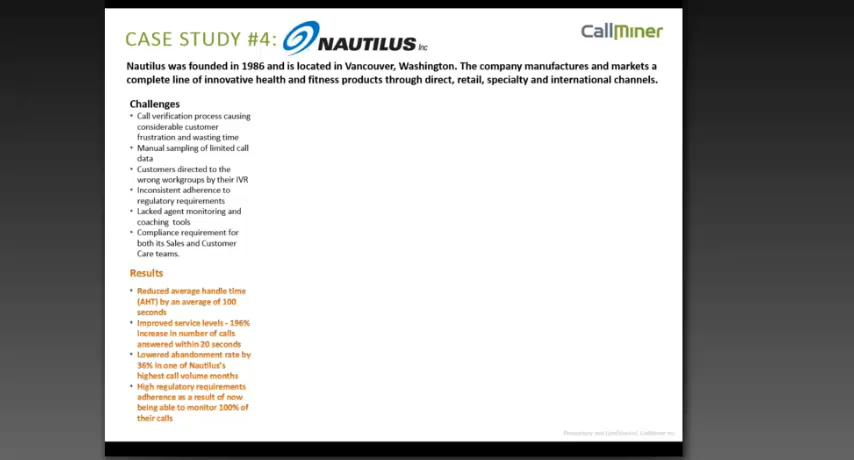 CASE STUDY #4: NAUTILUS Inc
CallMiner
Nautilus was founded in 1986 and is located in Vancouver, Washington. The company manufactures and markets a
complete line of innovative health and fitness products through direct, retail, specialty and international channels.
Challenges
• Call verification process causing
considerable customer
frustration and wasting time
• Manual sampling of limited call
data
• Customers directed to the
wrong workgroups by their IVR
• Inconsistent adherence to
regulatory requirements
• Lacked agent monitoring and
coaching tools
• Compliance requirement for
both its Sales and Customer
Care teams.
Results
• Reduced average handle time
(AHT) by an average of 100
seconds
• Improved service levels - 196%
increase in number of calls
answered within 20 seconds
• Lowered abandonment rate by
36% in one of Nautilus's
highest call volume months
• High regulatory requirements
adherence as a result of now
being able to monitor 100% of
their calls
Proprietary and Confidential, CallMiner Inc